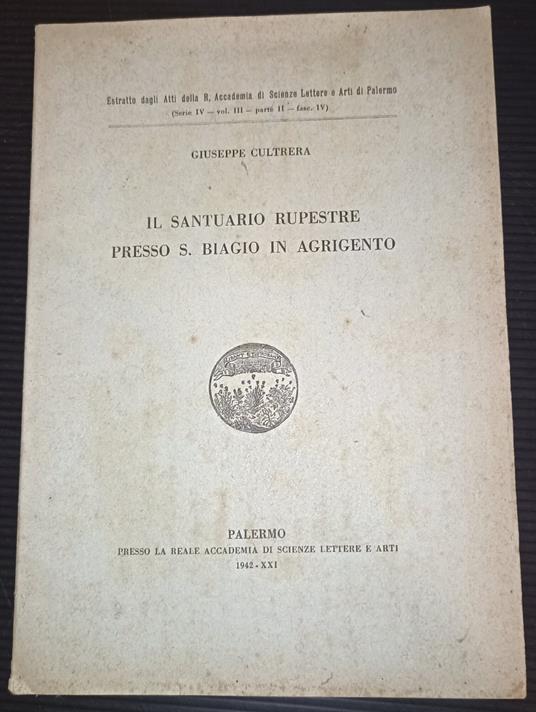 Estratto dagli Atti della R. Accademia di Scienze Lettere e Arti di Palermo
(Serie IV — vol. III — parte II — fasc. IV)
GIUSEPPE CULTRERA
IL SANTUARIO RUPESTRE
PRESSO S. BIAGIO IN AGRIGENTO
PALERMO
PRESSO LA REALE ACCADEMIA DI SCIENZE LETTERE E ARTI
1942 - XXI